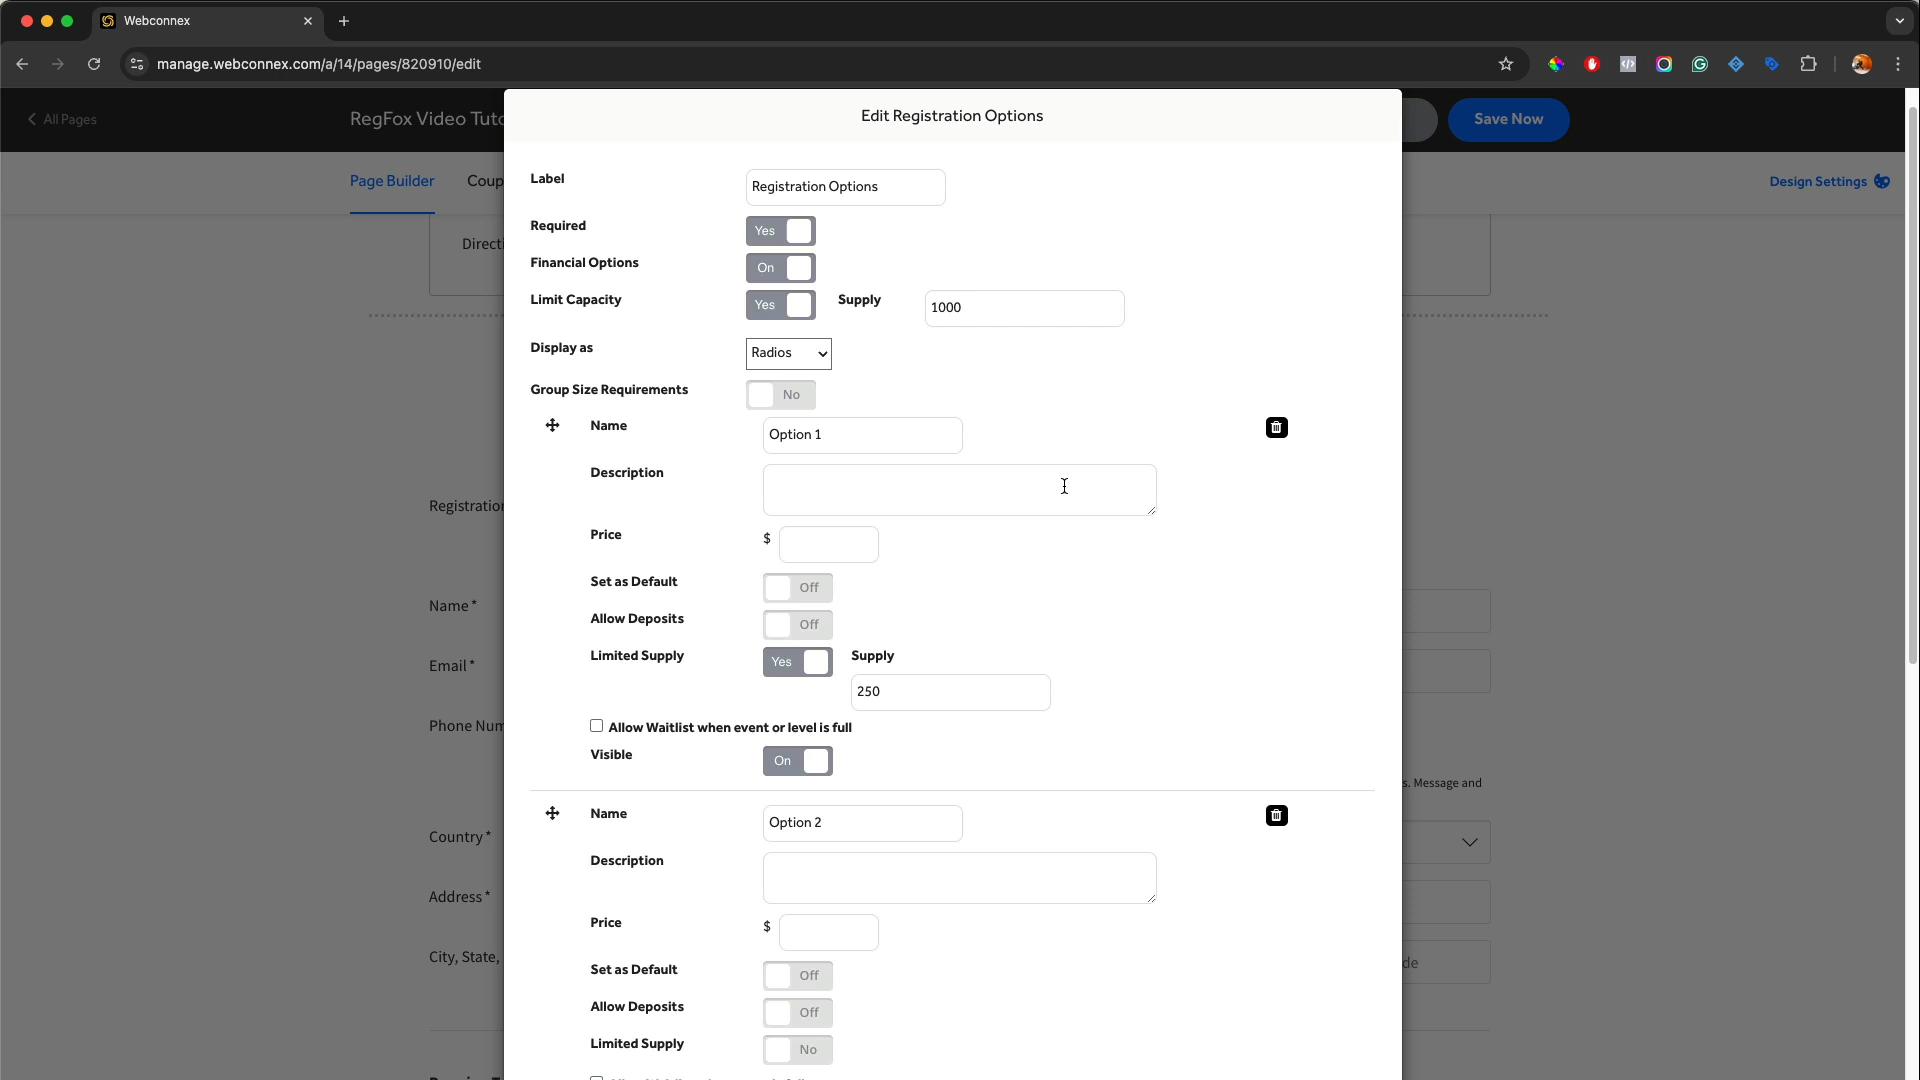 Webconnex
manage.webconnex.com/a/14/pages/820910/edit
All Pages
RegFox Video Tuto
Edit Registration Options
Save Now
Page Builder
Coup
Design Settings
Directi
Label
Registration Options
Required
Yes
Financial Options
On
Limit Capacity
Yes
Supply
1000
Display as
Radios
Group Size Requirements
No
Name
Option 1
Description
Price
$
Set as Default
Off
Allow Deposits
Off
Limited Supply
Yes
Supply
250
Allow Waitlist when event or level is full
Visible
On
Name
Option 2
Description
Price
$
Set as Default
Off
Allow Deposits
Off
Limited Supply
No
Registration
Name*
Email*
Phone Num
s. Message and
Country*
Address*
City, State,
de